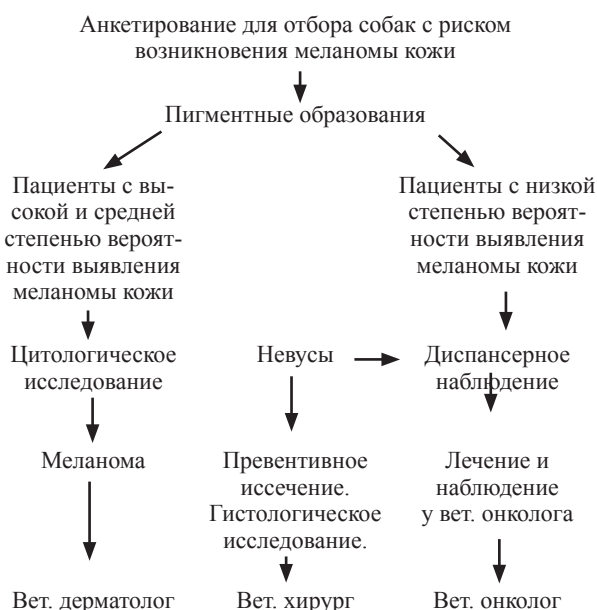 Анкетирование для отбора собак с риском
возникновения меланомы кожи
Пигментные образования
Пациенты с вы-
сокой и средней
степенью вероят-
ности выявления
меланомы кожи
Пациенты с низкой
степенью вероят-
ности выявления
меланомы кожи
Цитологическое
исследование
Невусы
Диспансерное
наблюдение
Меланома
Превентивное
иссечение.
Гистологическое
исследование.
Лечение и
наблюдение
у вет. онколога
Вет. дерматолог
Вет. хирург
Вет. онколог